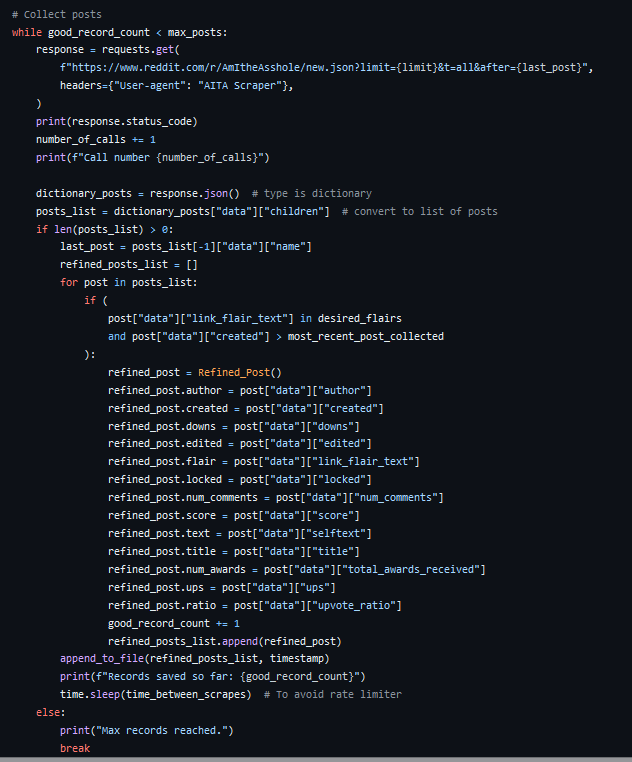 # Collect posts
while good_record_count < max_posts:
    response = requests.get(
        f"https://www.reddit.com/r/AmItheAsshole/new.json?limit={limit}&t=all&after={last_post}",
        headers={"User-agent": "AITA Scraper"},
    )
    print(response.status_code)
    number_of_calls += 1
    print(f"Call number {number_of_calls}")

    dictionary_posts = response.json()  # type is dictionary
    posts_list = dictionary_posts["data"]["children"]  # convert to list of posts
    if len(posts_list) > 0:
        last_post = posts_list[-1]["data"]["name"]
        refined_posts_list = []
        for post in posts_list:
            if (
                post["data"]["link_flair_text"] in desired_flairs
                and post["data"]["created"] > most_recent_post_collected
            ):
                refined_post = Refined_Post()
                refined_post.author = post["data"]["author"]
                refined_post.created = post["data"]["created"]
                refined_post.downs = post["data"]["downs"]
                refined_post.edited = post["data"]["edited"]
                refined_post.flair = post["data"]["link_flair_text"]
                refined_post.locked = post["data"]["locked"]
                refined_post.num_comments = post["data"]["num_comments"]
                refined_post.score = post["data"]["score"]
                refined_post.text = post["data"]["selftext"]
                refined_post.title = post["data"]["title"]
                refined_post.num_awards = post["data"]["total_awards_received"]
                refined_post.ups = post["data"]["ups"]
                refined_post.ratio = post["data"]["upvote_ratio"]
                good_record_count += 1
                refined_posts_list.append(refined_post)
        append_to_file(refined_posts_list, timestamp)
        print(f"Records saved so far: {good_record_count}")
        time.sleep(time_between_scrapes)  # To avoid rate limiter
    else:
        print("Max records reached.")
        break